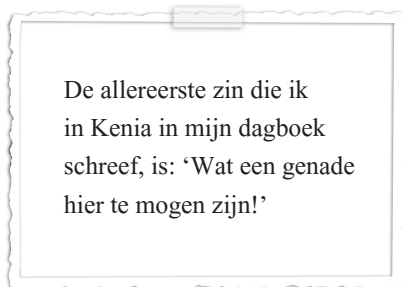 De allereerste zin die ik
in Kenia in mijn dagboek
schreef, is: ‘Wat een genade
hier te mogen zijn!’